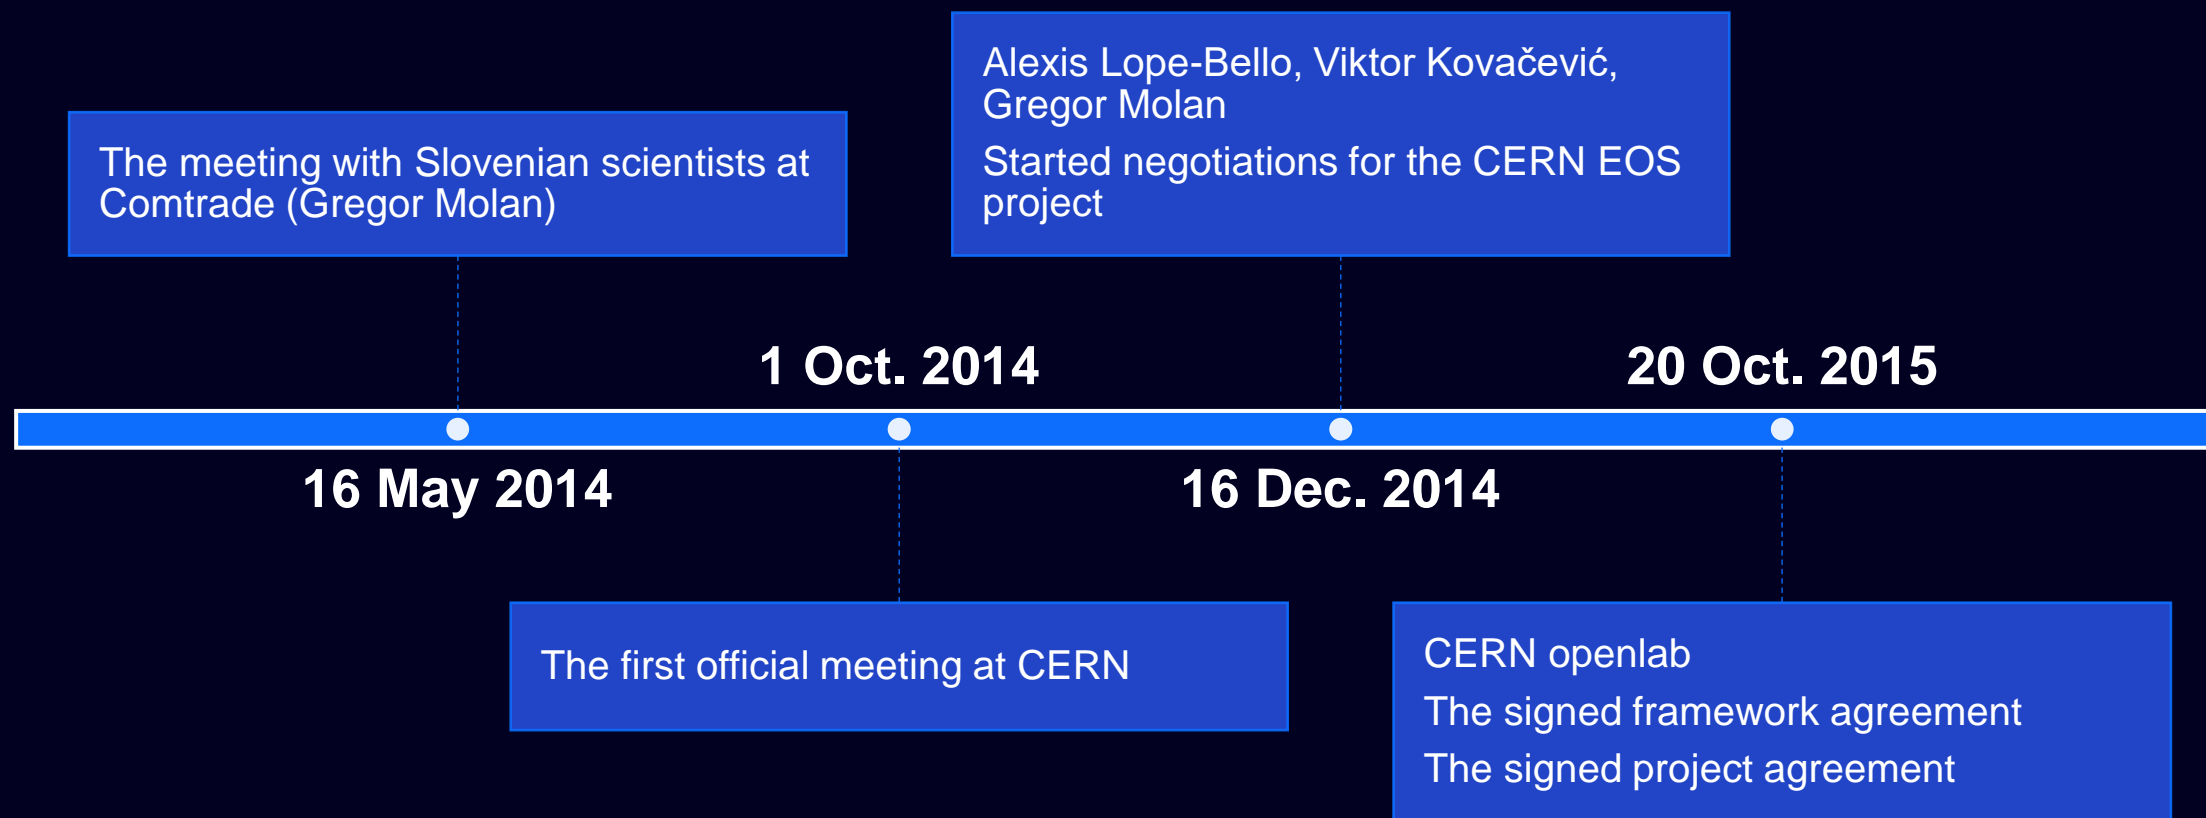 The meeting with Slovenian scientists at
Comtrade (Gregor Molan)
16 May 2014
1 Oct. 2014
The first official meeting at CERN
Alexis Lope-Bello, Viktor Kovačević,
Gregor Molan
Started negotiations for the CERN EOS
project
16 Dec. 2014
20 Oct. 2015
CERN openlab
The signed framework agreement
The signed project agreement